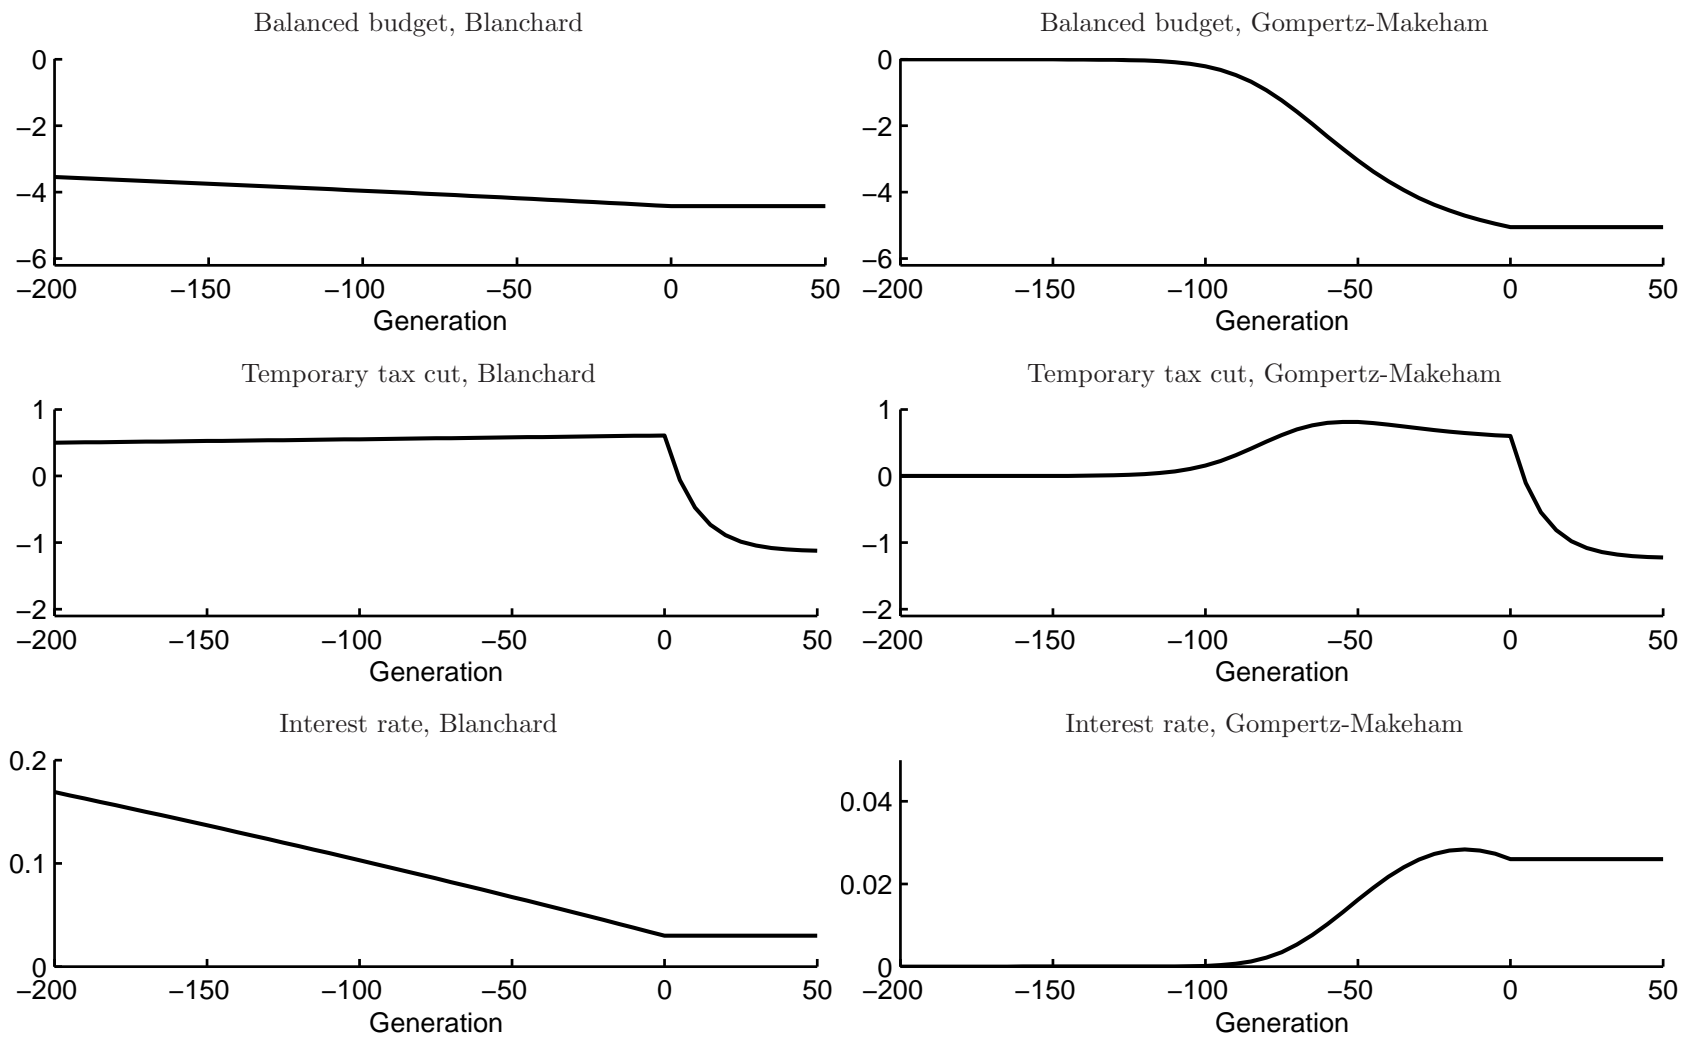 Balanced budget, Blanchard
0
−2
−4
−6
−200 −150 −100 −50 0 50
Generation
Balanced budget, Gompertz-Makeham
0
−2
−4
−6
−200 −150 −100 −50 0 50
Generation
Temporary tax cut, Blanchard
1
0
−1
−2
−200 −150 −100 −50 0 50
Generation
Temporary tax cut, Gompertz-Makeham
1
0
−1
−2
−200 −150 −100 −50 0 50
Generation
Interest rate, Blanchard
0.2
0.1
0
−200 −150 −100 −50 0 50
Generation
Interest rate, Gompertz-Makeham
0.04
0.02
0
−200 −150 −100 −50 0 50
Generation